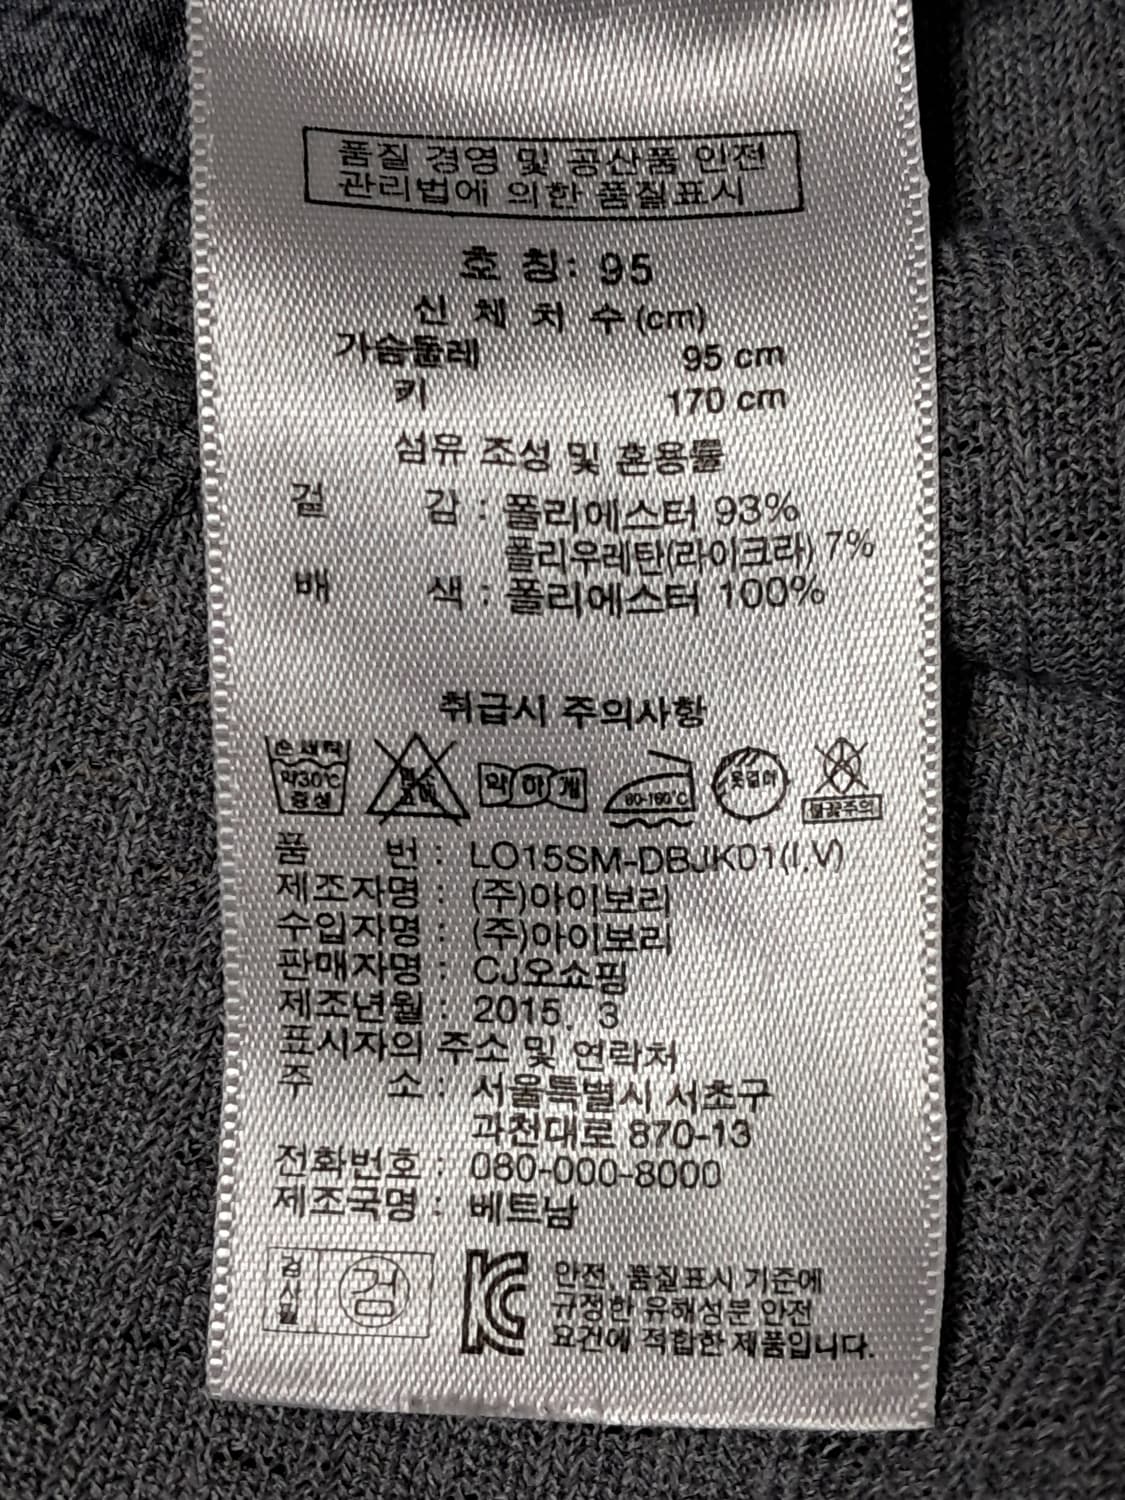 품질 경영 및 공산품 안전
관리법에 의한 품질표시
호 칭: 95
신 체 치 수(cm)
가슴둘레 95 cm
키 170 cm
섬유 조성 및 혼용률
겉 감 : 폴리에스터 93%
폴리우레탄(라이크라) 7%
배 색 : 폴리에스터 100%
취급시 주의사항
손세탁 약30℃ 중성
약하게
80-160℃
옷걸이
물꽃주의
품 번 : LO15SM-DBJK01(I.V)
제조자명 : (주)아이보리
수입자명 : (주)아이보리
판매자명 : CJ오쇼핑
제조년월 : 2015. 3
표시자의 주소 및 연락처
주 소 : 서울특별시 서초구
과천대로 870-13
전화번호 : 080-000-8000
제조국명 : 베트남
검사필 검
안전, 품질표시 기준에
규정한 유해성분 안전
요건에 적합한 제품입니다.